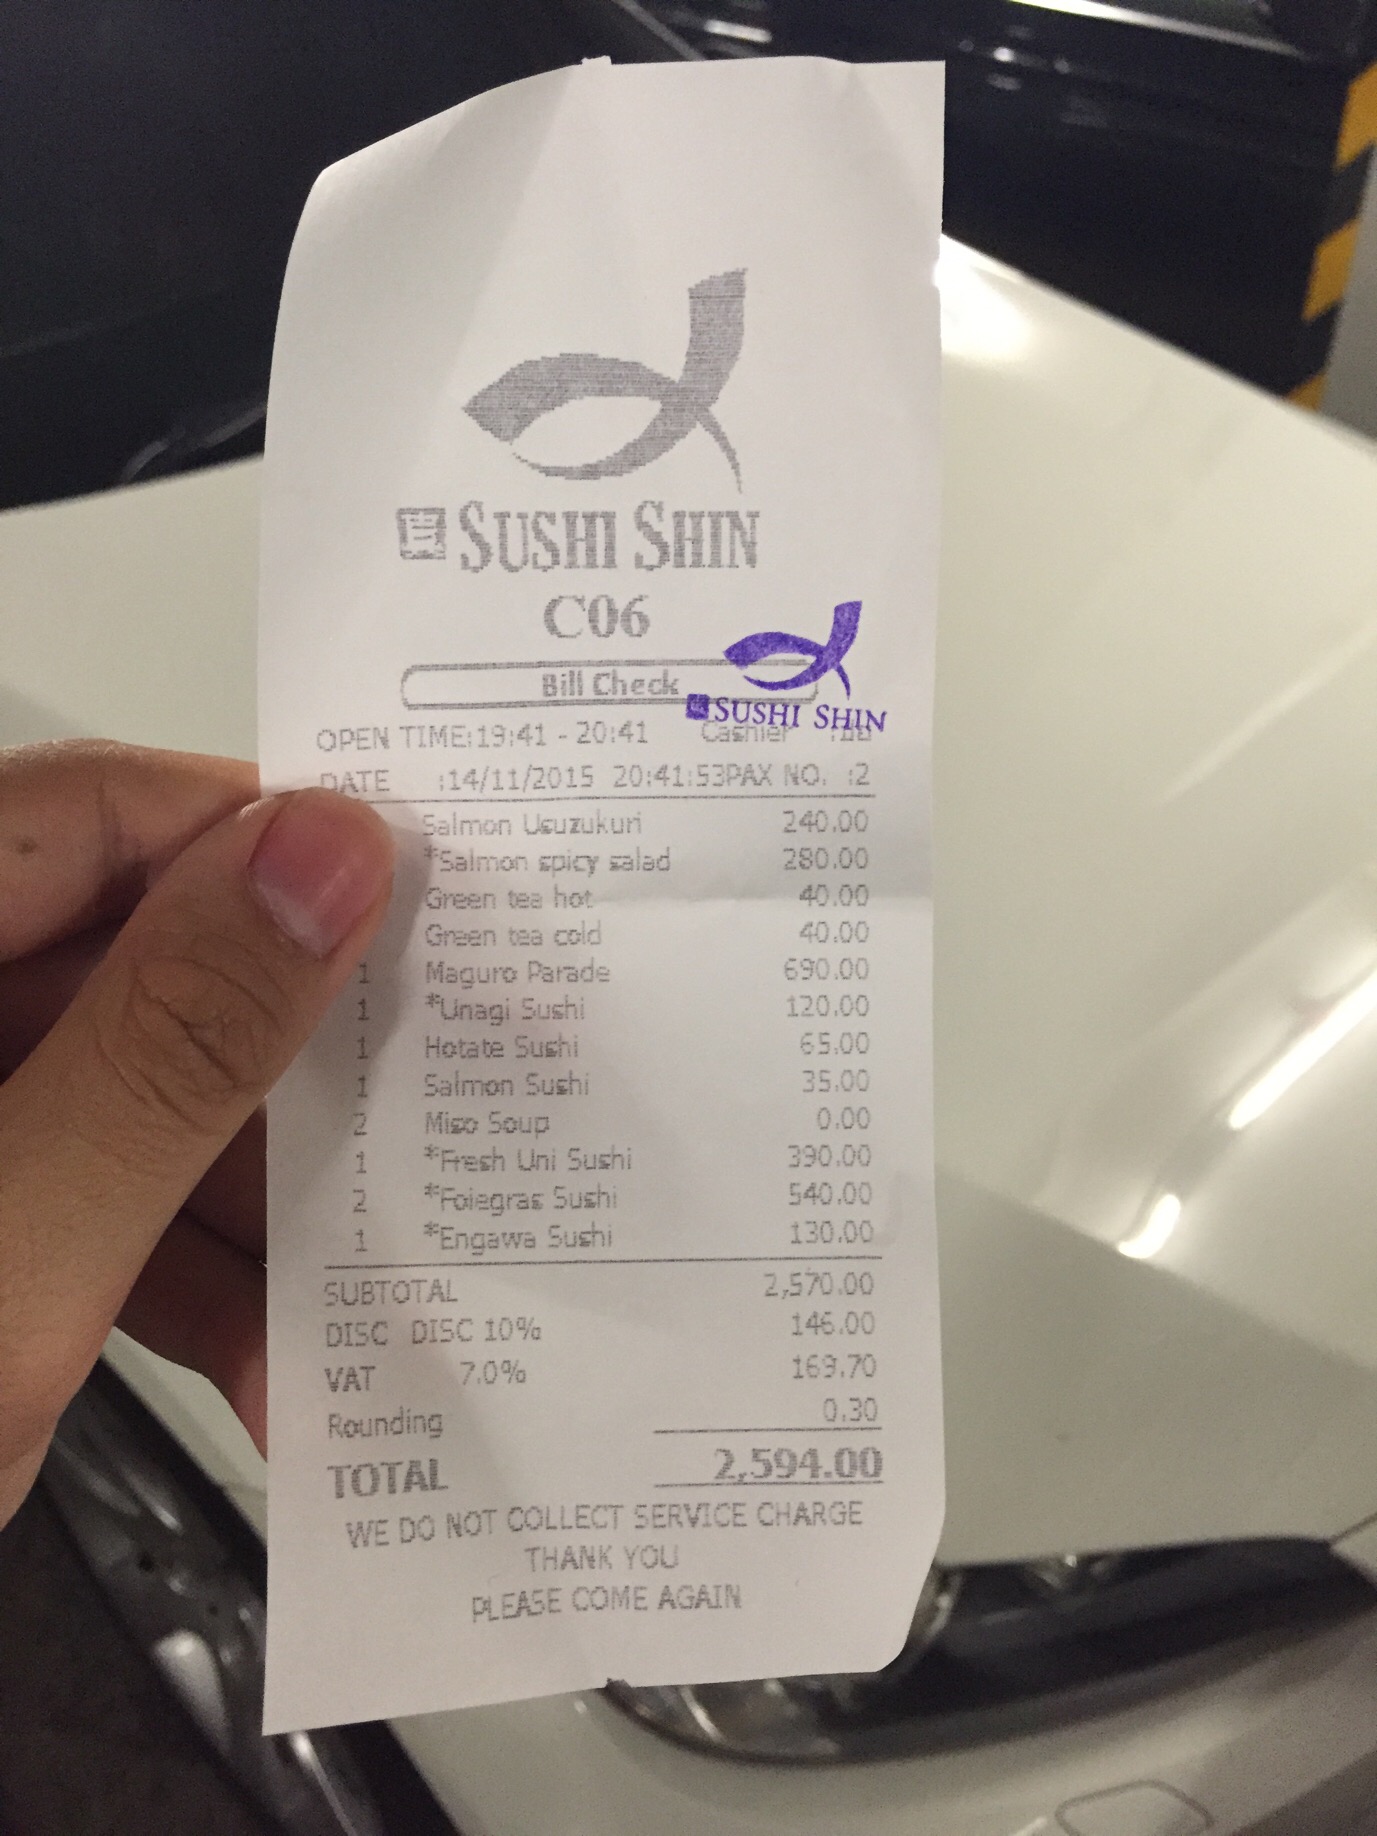 SUSHI SHIN
C06
Bill Check
SUSHI SHIN
OPEN TIME:19:41 - 20:41 Cashier
DATE :14/11/2015 20:41:53PAX NO. :2
Salmon Usuzukuri 240.00
*Salmon spicy salad 280.00
Green tea hot 40.00
Green tea cold 40.00
1 Maguro Parade 690.00
1 *Unagi Sushi 120.00
1 Hotate Sushi 65.00
1 Salmon Sushi 35.00
2 Miso Soup 0.00
1 *Fresh Uni Sushi 390.00
2 *Foiegras Sushi 540.00
1 *Engawa Sushi 130.00
SUBTOTAL 2,570.00
DISC DISC 10% 146.00
VAT 7.0% 169.70
Rounding 0.30
TOTAL 2,594.00
WE DO NOT COLLECT SERVICE CHARGE
THANK YOU
PLEASE COME AGAIN